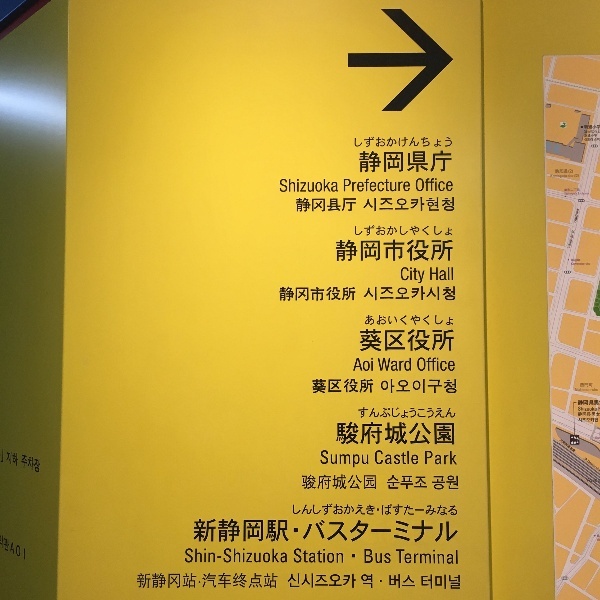 しずおかけんちょう
静岡県庁
Shizuoka Prefecture Office
静冈县厅 시즈오카현청
しずおかしやくしょ
静岡市役所
City Hall
静冈市役所 시즈오카시청
あおいくやくしょ
葵区役所
Aoi Ward Office
葵区役所 아오이구청
すんぷじょうこうえん
駿府城公園
Sumpu Castle Park
骏府城公园 슨푸조 공원
しんしずおかえき・ばすたーみなる
新静岡駅・バスターミナル
Shin-Shizuoka Station・Bus Terminal
新静冈站·汽车终点站 신시즈오카 역·버스 터미널
지하 주차장